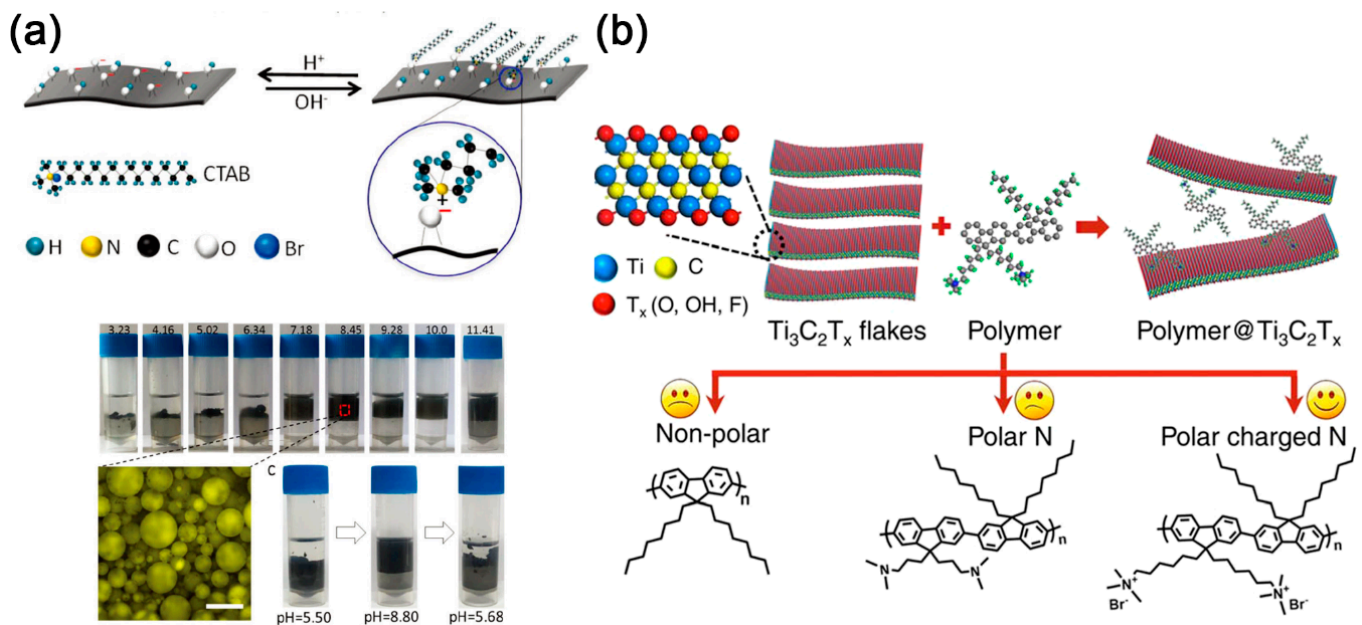 (a)
H⁺
OH⁻
CTAB
+
−
H N C O Br
3.23 4.16 5.02 6.34 7.18 8.45 9.28 10.0 11.41
c
pH=5.50 pH=8.80 pH=5.68
(b)
Ti C
Tₓ (O, OH, F)
+
Ti₃C₂Tₓ flakes Polymer Polymer@Ti₃C₂Tₓ
Non-polar Polar N Polar charged N
n n n
N N N⁺ N⁺
Br⁻ Br⁻